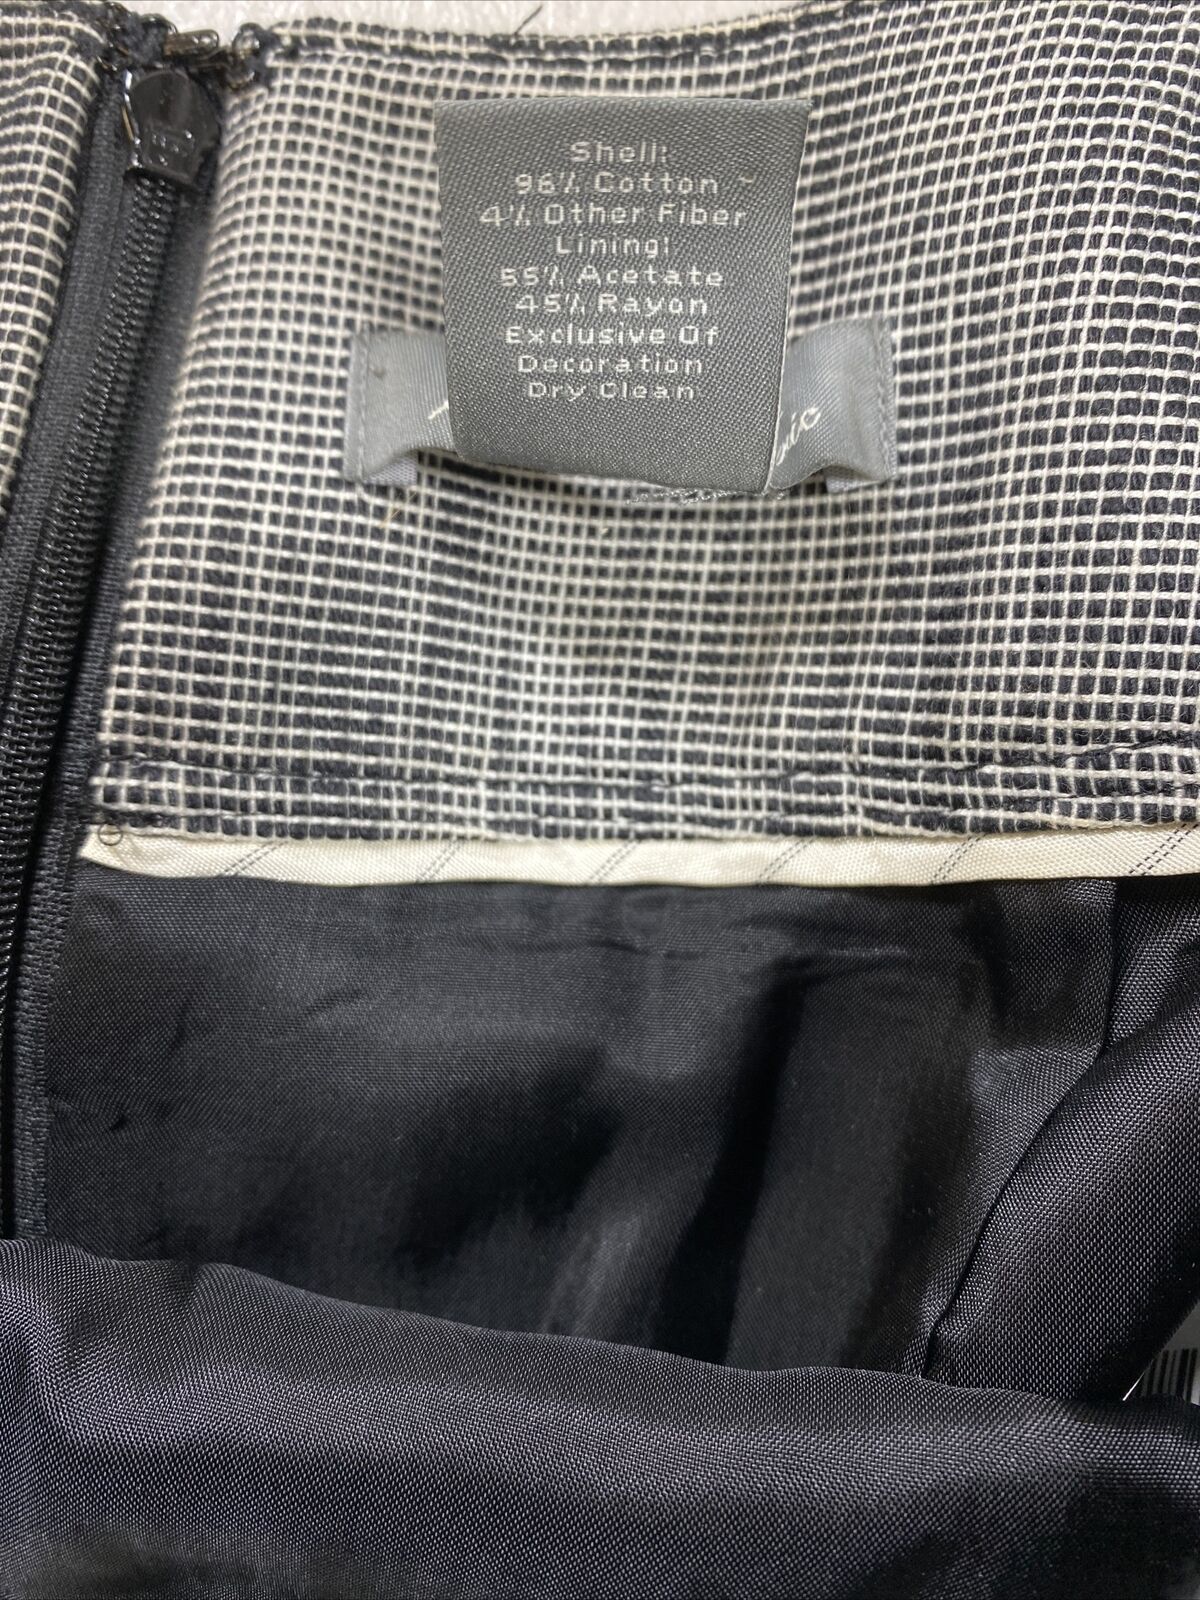 Shell:
96% Cotton
4% Other Fiber
Lining:
55% Acetate
45% Rayon
Exclusive Of
Decoration
Dry Clean